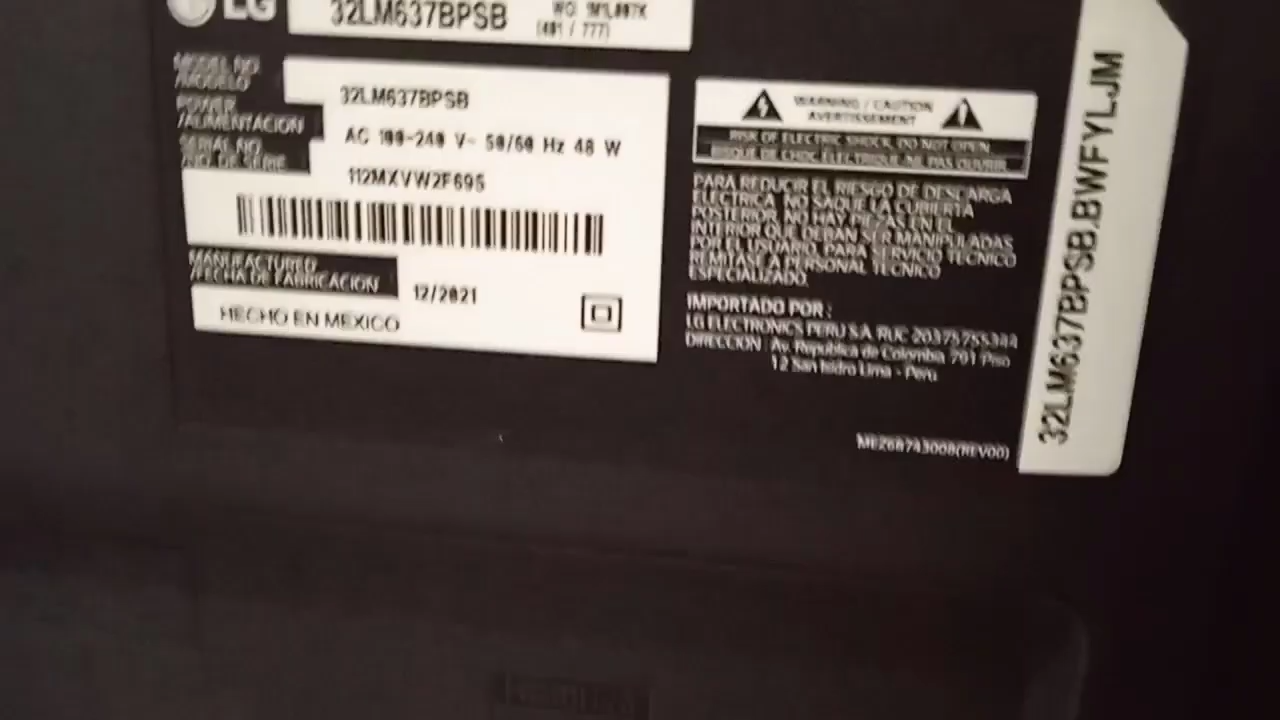 LG
32LM637BPSB
(401 / 777)
MODEL NO.
/MODELO
32LM637BPSB
POWER
/ALIMENTACION
AC 100-240 V~ 50/60 Hz 48 W
SERIAL NO.
/NO. DE SERIE
112MXVW2F695
MANUFACTURED
/FECHA DE FABRICACION
12/2021
HECHO EN MEXICO
WARNING / CAUTION
AVERTISSEMENT
RISK OF ELECTRIC SHOCK, DO NOT OPEN
RISQUE DE CHOC ELECTRIQUE-NE PAS OUVRIR
PARA REDUCIR EL RIESGO DE DESCARGA
ELECTRICA, NO SAQUE LA CUBIERTA
POSTERIOR, NO HAY PIEZAS EN EL
INTERIOR QUE DEBAN SER MANIPULADAS
POR EL USUARIO, PARA SERVICIO TECNICO
REMITASE A PERSONAL TECNICO
ESPECIALIZADO.
IMPORTADO POR :
LG ELECTRONICS PERU S.A. RUC 20375755344
DIRECCION : Av. Republica de Colombia 791 Piso
12 San Isidro Lima - Peru
MEZ68743008(REV00)
32LM637BPSB.BWFYLJM